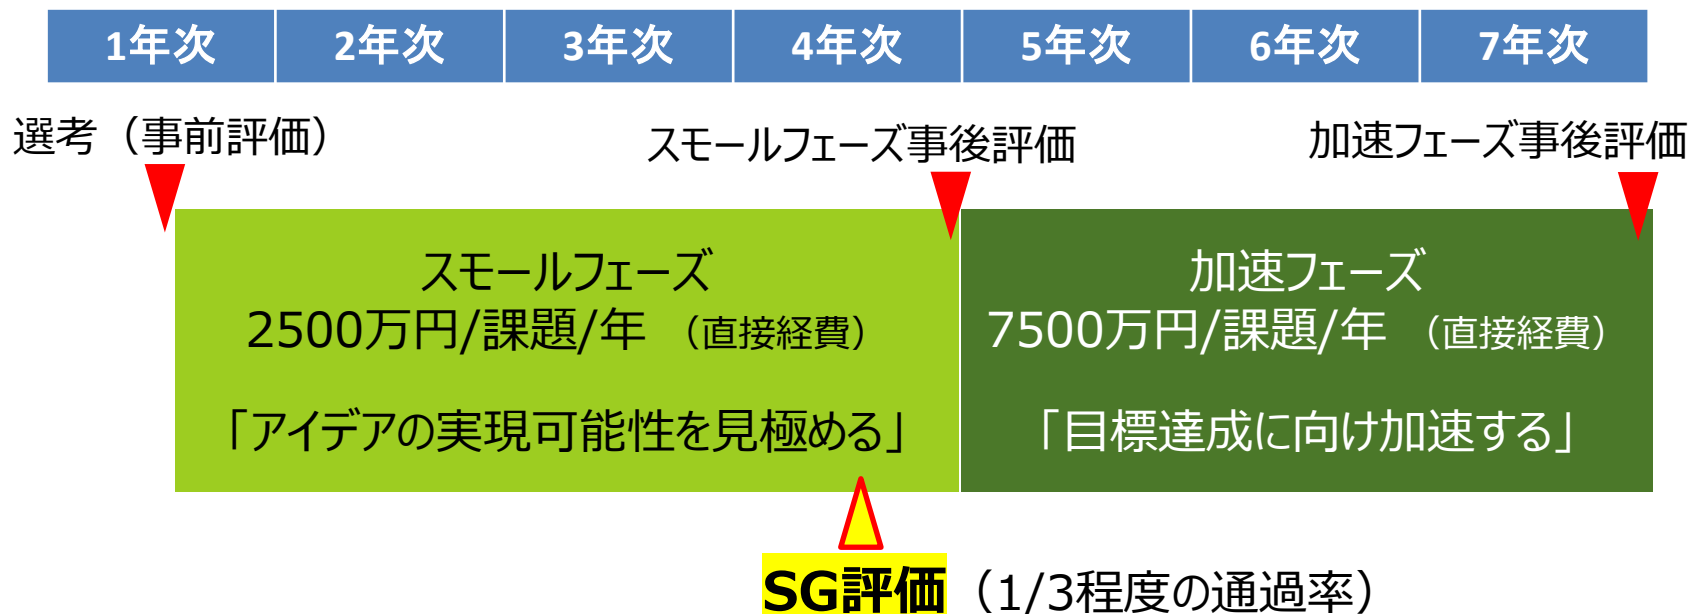 1年次 2年次 3年次 4年次 5年次 6年次 7年次
選考（事前評価）
スモールフェーズ事後評価
加速フェーズ事後評価
スモールフェーズ
2500万円/課題/年 （直接経費）
「アイデアの実現可能性を見極める」
加速フェーズ
7500万円/課題/年 （直接経費）
「目標達成に向け加速する」
SG評価（1/3程度の通過率）